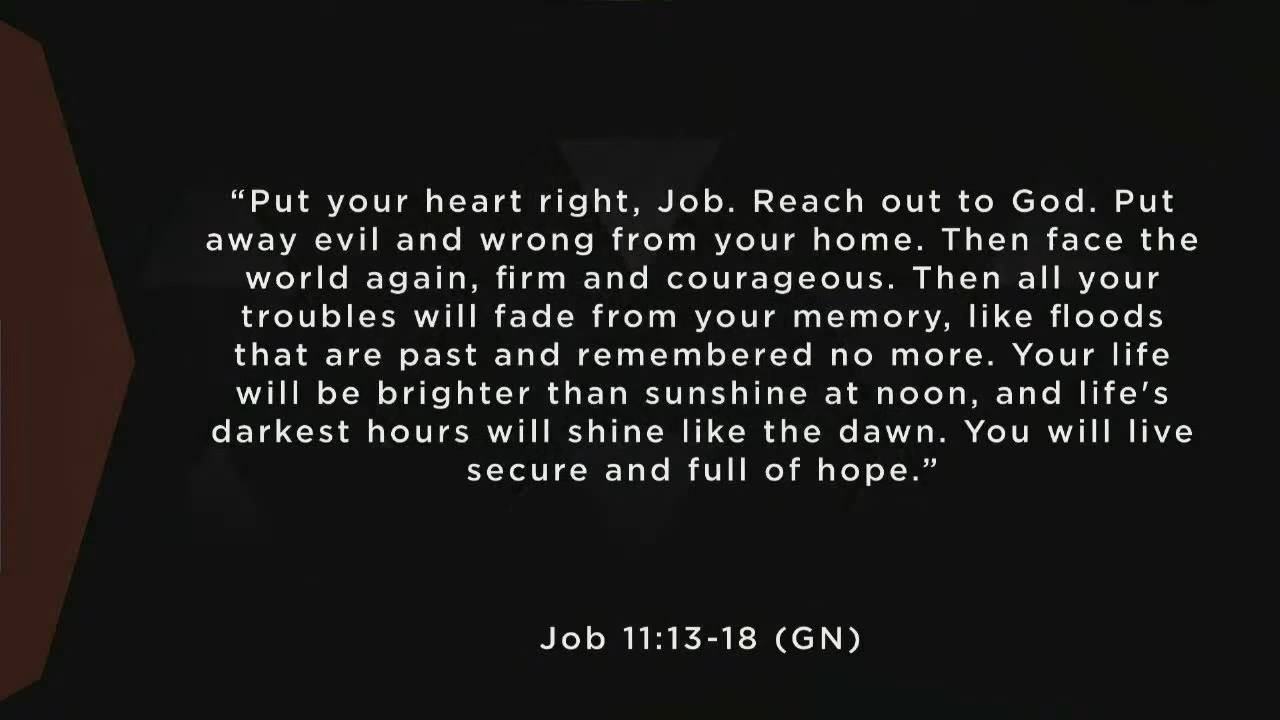 “Put your heart right, Job. Reach out to God. Put
away evil and wrong from your home. Then face the
world again, firm and courageous. Then all your
troubles will fade from your memory, like floods
that are past and remembered no more. Your life
will be brighter than sunshine at noon, and life's
darkest hours will shine like the dawn. You will live
secure and full of hope.”
Job 11:13-18 (GN)